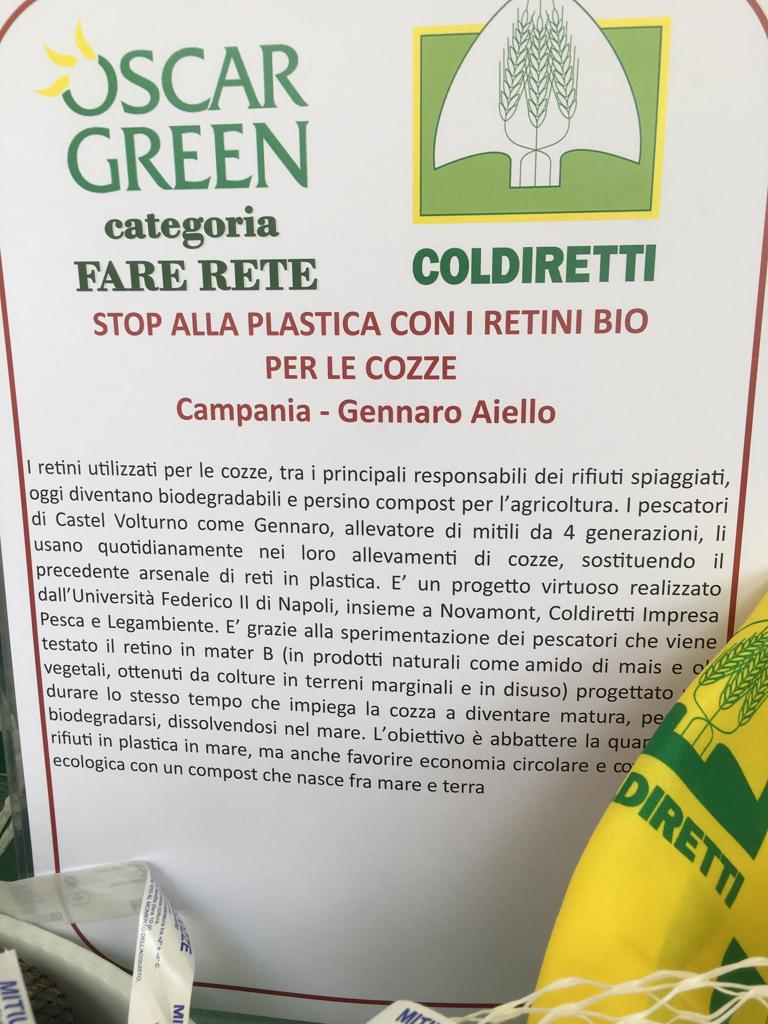 OSCAR
GREEN
categoria
FARE RETE
COLDIRETTI
STOP ALLA PLASTICA CON I RETINI BIO
PER LE COZZE
Campania - Gennaro Aiello
I retini utilizzati per le cozze, tra i principali responsabili dei rifiuti spiaggiati,
oggi diventano biodegradabili e persino compost per l'agricoltura. I pescatori
di Castel Volturno come Gennaro, allevatore di mitili da 4 generazioni, li
usano quotidianamente nei loro allevamenti di cozze, sostituendo il
precedente arsenale di reti in plastica. E' un progetto virtuoso realizzato
dall'Università Federico II di Napoli, insieme a Novamont, Coldiretti Impresa
Pesca e Legambiente. E' grazie alla sperimentazione dei pescatori che viene
testato il retino in mater B (in prodotti naturali come amido di mais e
vegetali, ottenuti da colture in terreni marginali e in disuso) progettato
durare lo stesso tempo che impiega la cozza a diventare matura, pe
biodegradarsi, dissolvendosi nel mare. L'obiettivo è abbattere la quan
rifiuti in plastica in mare, ma anche favorire economia circolare e co
ecologica con un compost che nasce fra mare e terra
DIRETTI
MITIL
MITIL